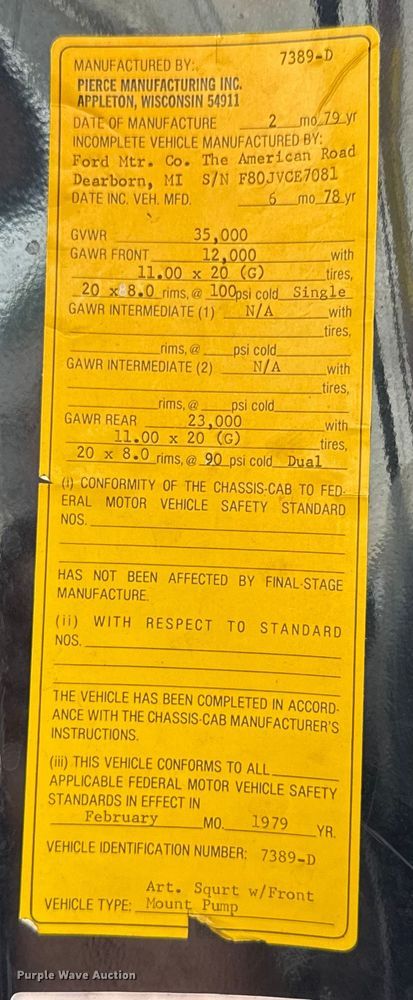 7389-D
MANUFACTURED BY:
PIERCE MANUFACTURING INC.
APPLETON, WISCONSIN 54911
DATE OF MANUFACTURE 2 mo. 79 yr
INCOMPLETE VEHICLE MANUFACTURED BY:
Ford Mtr. Co. The American Road
Dearborn, MI S/N F80JVCE7081
DATE INC. VEH. MFD. 6 mo 78 yr
GVWR 35,000
GAWR FRONT 12,000 with
11.00 x 20 (G) tires,
20 x 8.0 rims, @ 100 psi cold Single
GAWR INTERMEDIATE (1) N/A with
tires,
rims, @ psi cold
GAWR INTERMEDIATE (2) N/A with
tires,
rims, @ psi cold
GAWR REAR 23,000 with
11.00 x 20 (G) tires,
20 x 8.0 rims, @ 90 psi cold Dual
(i) CONFORMITY OF THE CHASSIS-CAB TO FED-
ERAL MOTOR VEHICLE SAFETY STANDARD
NOS.
HAS NOT BEEN AFFECTED BY FINAL-STAGE
MANUFACTURE.
(ii) WITH RESPECT TO STANDARD
NOS.
THE VEHICLE HAS BEEN COMPLETED IN ACCORD-
ANCE WITH THE CHASSIS-CAB MANUFACTURER'S
INSTRUCTIONS.
(iii) THIS VEHICLE CONFORMS TO ALL
APPLICABLE FEDERAL MOTOR VEHICLE SAFETY
STANDARDS IN EFFECT IN
February MO. 1979 YR.
VEHICLE IDENTIFICATION NUMBER: 7389-D
Art. Squrt w/Front
VEHICLE TYPE: Mount Pump
Purple Wave Auction